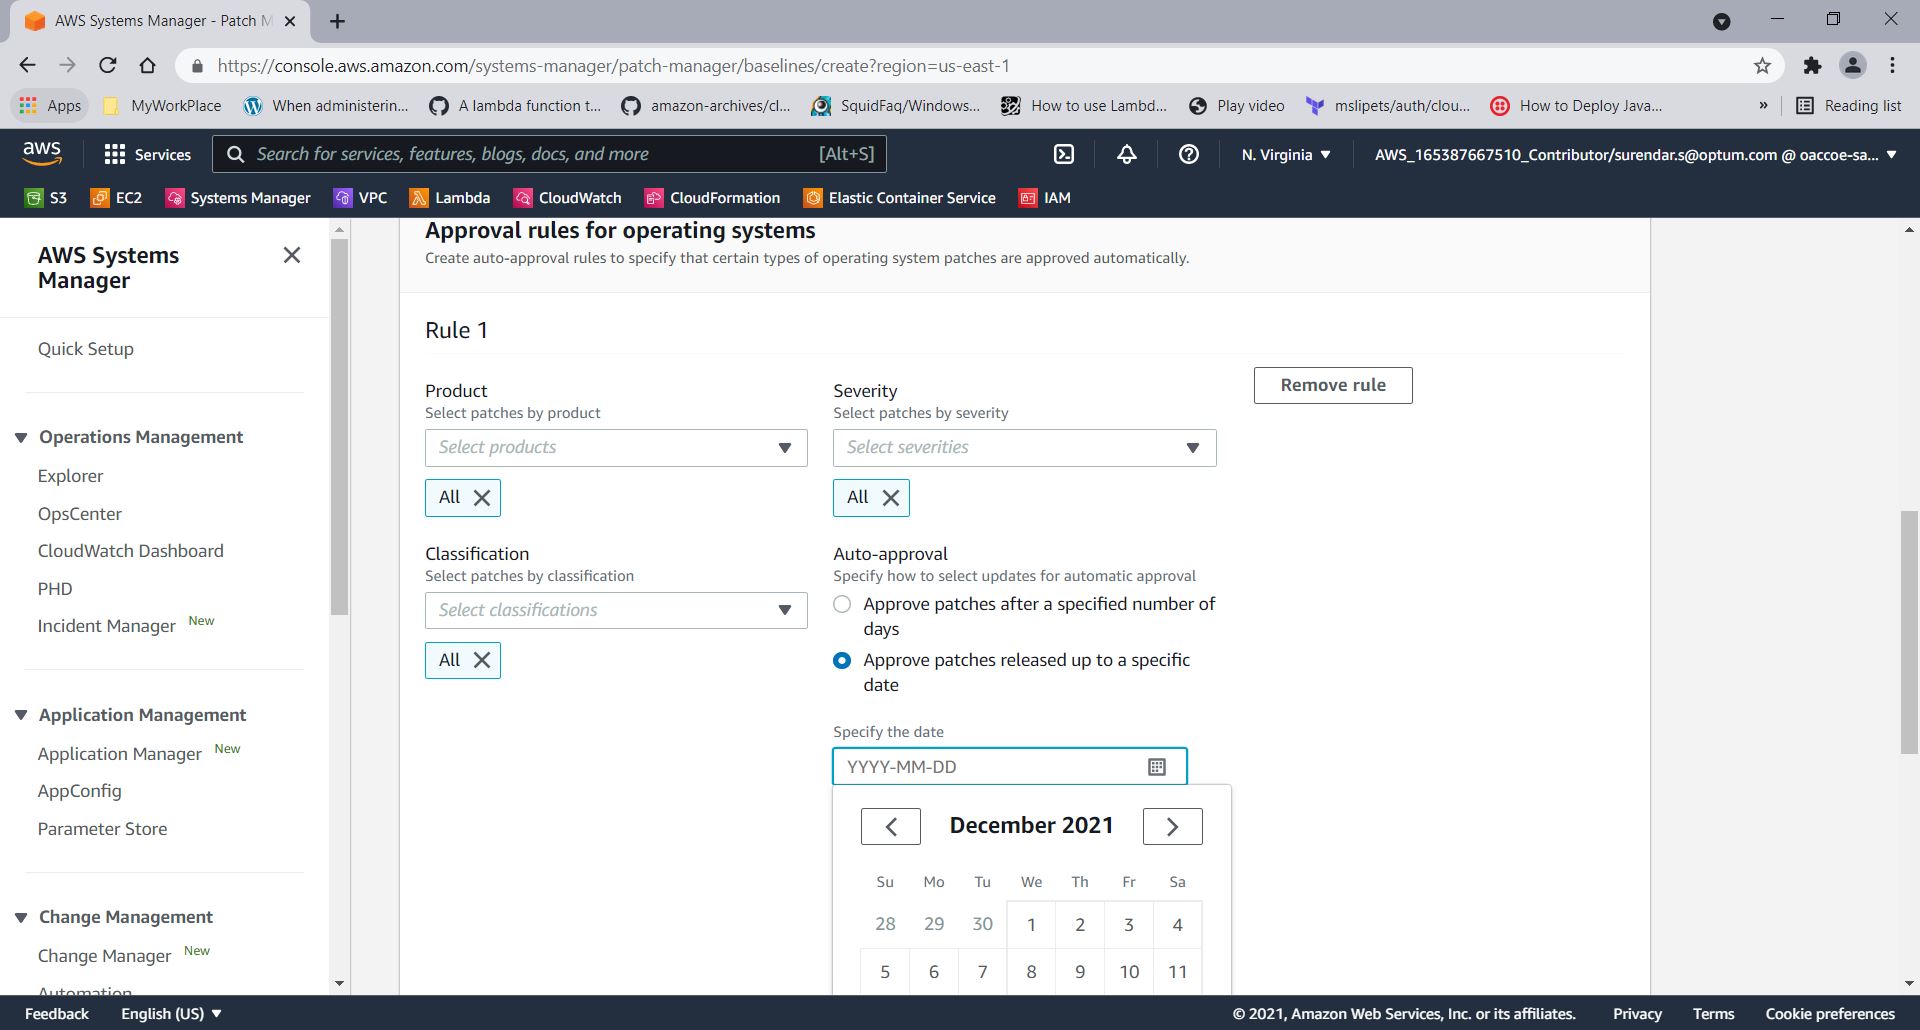 AWS Systems Manager - Patch M
https://console.aws.amazon.com/systems-manager/patch-manager/baselines/create?region=us-east-1
Apps MyWorkPlace When administerin... A lambda function t... amazon-archives/cl... SquidFaq/Windows... How to use Lambd... Play video mslipets/auth/clou... How to Deploy Java... » Reading list
aws Services Search for services, features, blogs, docs, and more [Alt+S] N. Virginia AWS_165387667510_Contributor/surendar.s@optum.com @ oaccoe-sa...
S3 EC2 Systems Manager VPC Lambda CloudWatch CloudFormation Elastic Container Service IAM
AWS Systems
Manager
Quick Setup
Operations Management
Explorer
OpsCenter
CloudWatch Dashboard
PHD
Incident Manager New
Application Management
Application Manager New
AppConfig
Parameter Store
Change Management
Change Manager New
Automation
Approval rules for operating systems
Create auto-approval rules to specify that certain types of operating system patches are approved automatically.
Rule 1
Remove rule
Product
Select patches by product
Select products
All
Severity
Select patches by severity
Select severities
All
Classification
Select patches by classification
Select classifications
All
Auto-approval
Specify how to select updates for automatic approval
Approve patches after a specified number of
days
Approve patches released up to a specific
date
Specify the date
YYYY-MM-DD
December 2021
Su Mo Tu We Th Fr Sa
28 29 30 1 2 3 4
5 6 7 8 9 10 11
Feedback English (US) © 2021, Amazon Web Services, Inc. or its affiliates. Privacy Terms Cookie preferences